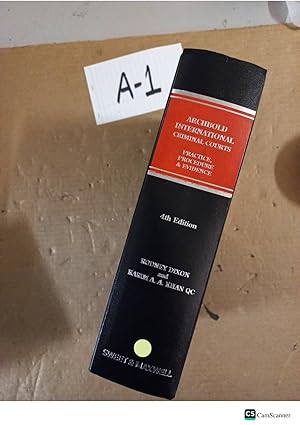 A-1
ARCHBOLD
INTERNATIONAL
CRIMINAL COURTS
PRACTICE,
PROCEDURE
& EVIDENCE
4th Edition
RODNEY DIXON
and
KARIM A. A. KHAN QC
SWEET & MAXWELL
CS CamScanner